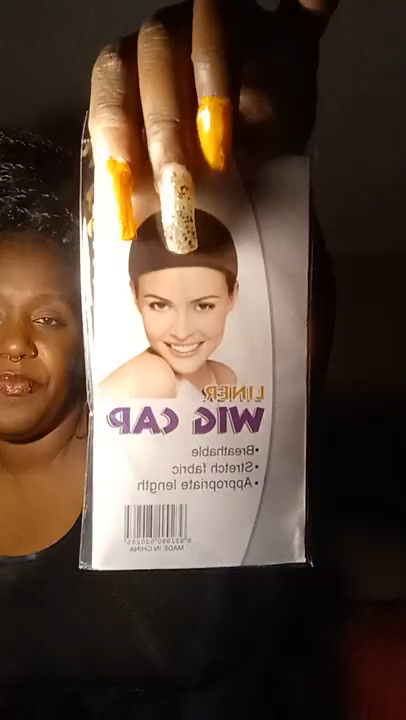 LINER
WIG CAP
•Breathable
•Stretch fabric
•Appropriate length
MADE IN CHINA